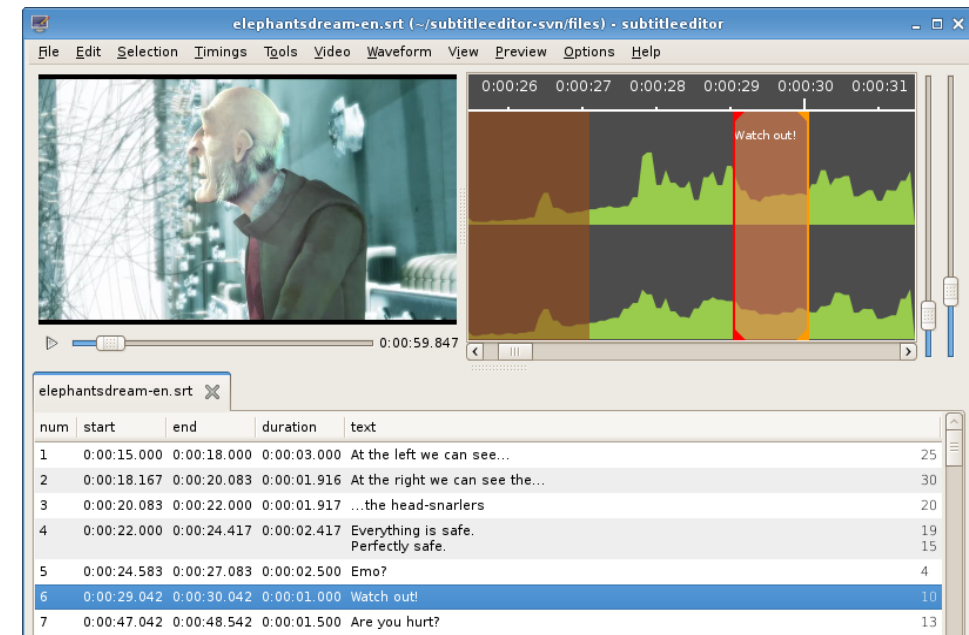 elephantsdream-en.srt (~/subtitleeditor-svn/files) - subtitleeditor
File Edit Selection Timings Tools Video Waveform View Preview Options Help
0:00:26 0:00:27 0:00:28 0:00:29 0:00:30 0:00:31
Watch out!
0:00:59.847
elephantsdream-en.srt
num start end duration text
1 0:00:15.000 0:00:18.000 0:00:03.000 At the left we can see... 25
2 0:00:18.167 0:00:20.083 0:00:01.916 At the right we can see the... 30
3 0:00:20.083 0:00:22.000 0:00:01.917 ...the head-snarlers 20
4 0:00:22.000 0:00:24.417 0:00:02.417 Everything is safe. 19
Perfectly safe. 15
5 0:00:24.583 0:00:27.083 0:00:02.500 Emo? 4
6 0:00:29.042 0:00:30.042 0:00:01.000 Watch out! 10
7 0:00:47.042 0:00:48.542 0:00:01.500 Are you hurt? 13